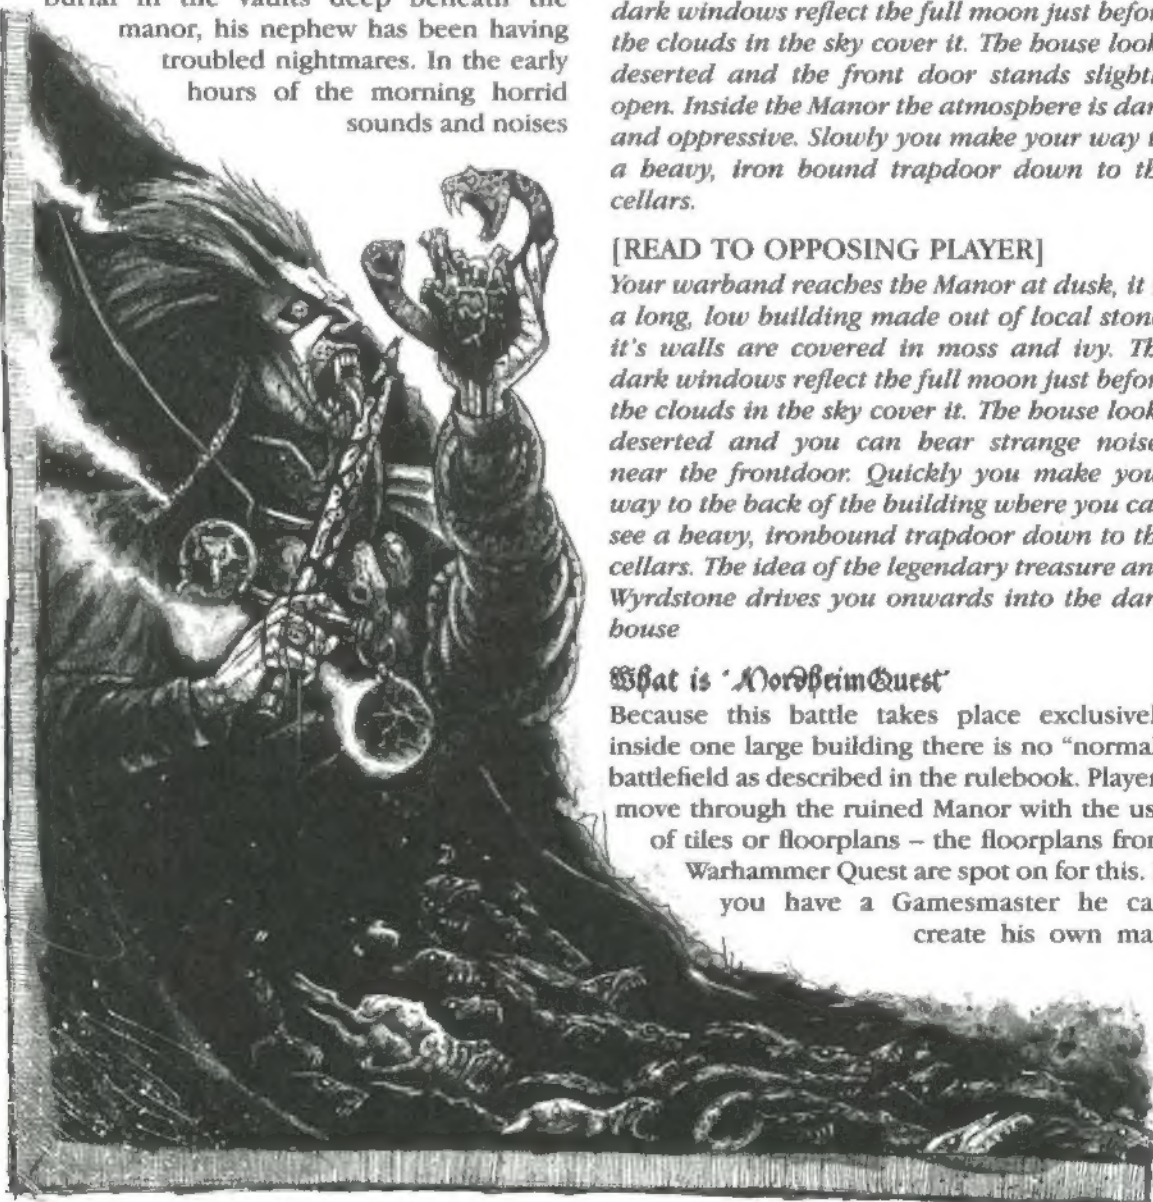 burial in the vaults deep beneath the
manor, his nephew has been having
troubled nightmares. In the early
hours of the morning horrid
sounds and noises
dark windows reflect the full moon just befor
the clouds in the sky cover it. The house look
deserted and the front door stands slightl
open. Inside the Manor the atmosphere is dar
and oppressive. Slowly you make your way t
a heavy, iron bound trapdoor down to th
cellars.
[READ TO OPPOSING PLAYER]
Your warband reaches the Manor at dusk, it i
a long, low building made out of local stone
it's walls are covered in moss and ivy. Th
dark windows reflect the full moon just befor
the clouds in the sky cover it. The house look
deserted and you can hear strange noise
near the frontdoor. Quickly you make you
way to the back of the building where you ca
see a heavy, ironbound trapdoor down to th
cellars. The idea of the legendary treasure an
Wyrdstone drives you onwards into the dar
house
What is 'MordheimQuest'
Because this battle takes place exclusivel
inside one large building there is no "normal
battlefield as described in the rulebook. Player
move through the ruined Manor with the us
of tiles or floorplans – the floorplans from
Warhammer Quest are spot on for this.
you have a Gamesmaster he ca
create his own ma